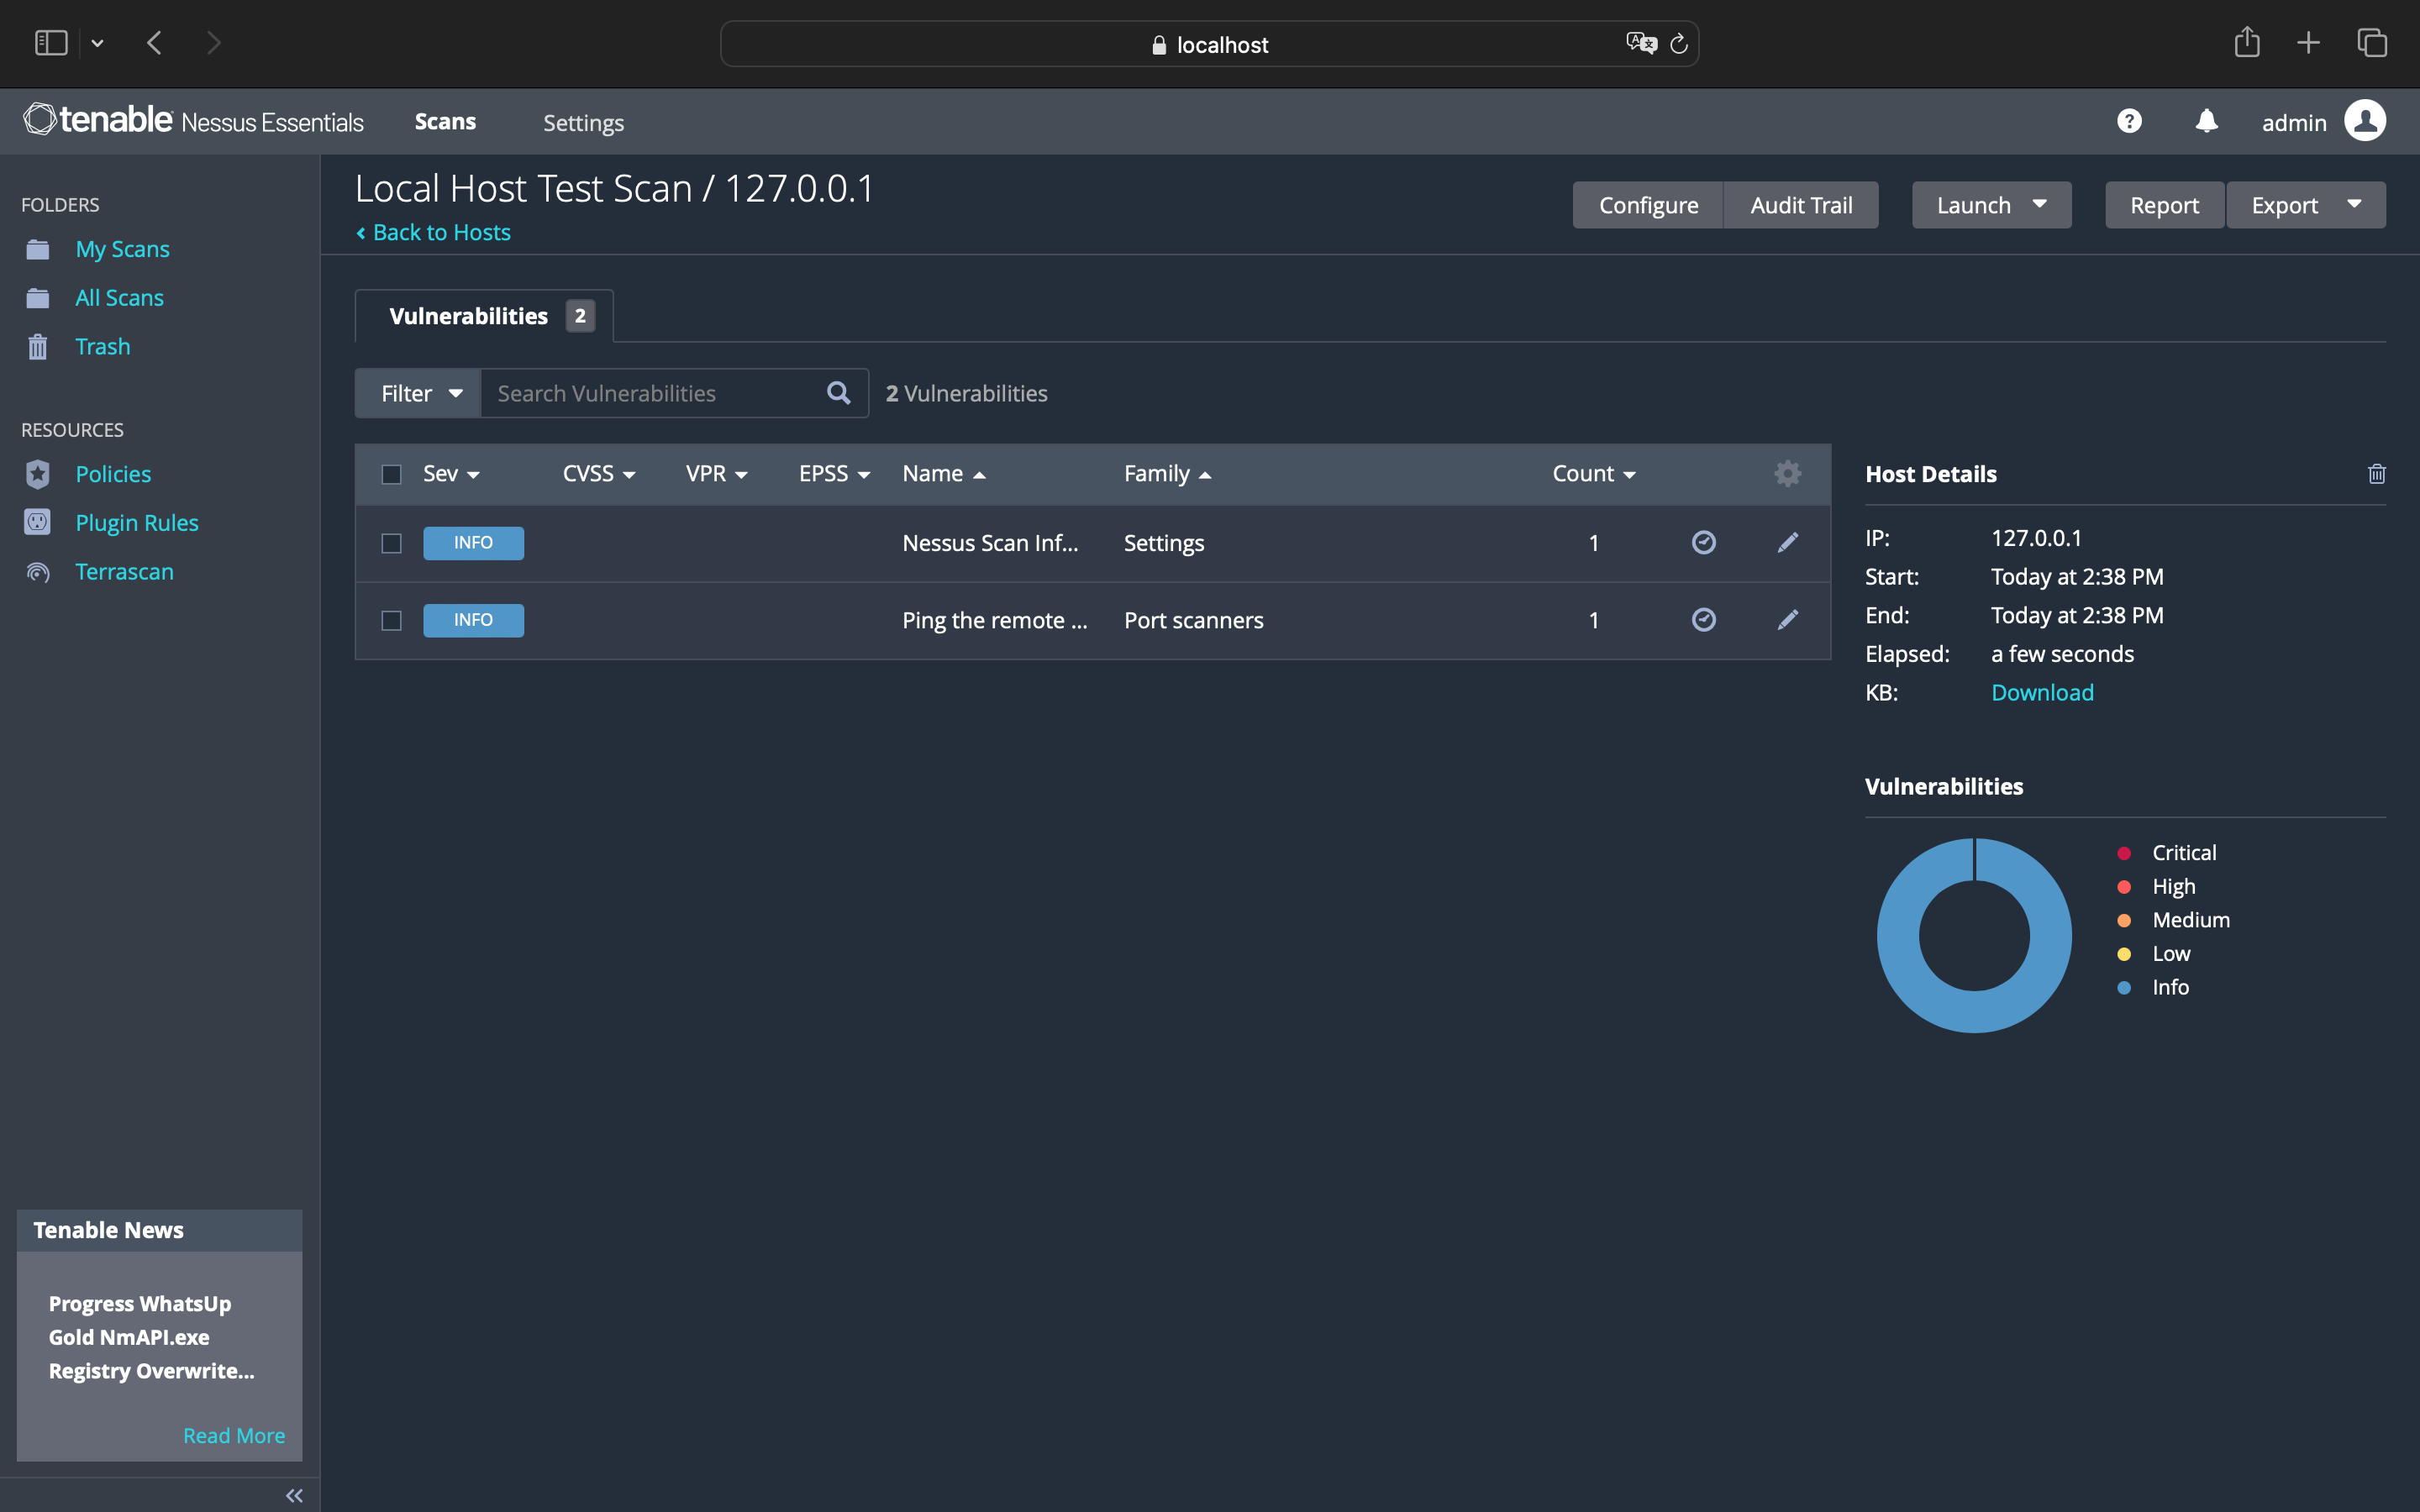 localhost
tenable Nessus Essentials
Scans
Settings
admin
FOLDERS
My Scans
All Scans
Trash
RESOURCES
Policies
Plugin Rules
Terrascan
Tenable News
Progress WhatsUp
Gold NmAPI.exe
Registry Overwrite...
Read More
Local Host Test Scan / 127.0.0.1
Back to Hosts
Configure
Audit Trail
Launch
Report
Export
Vulnerabilities 2
Filter
Search Vulnerabilities
2 Vulnerabilities
Sev CVSS VPR EPSS Name Family Count
INFO Nessus Scan Inf... Settings 1
INFO Ping the remote ... Port scanners 1
Host Details
IP: 127.0.0.1
Start: Today at 2:38 PM
End: Today at 2:38 PM
Elapsed: a few seconds
KB: Download
Vulnerabilities
Critical
High
Medium
Low
Info